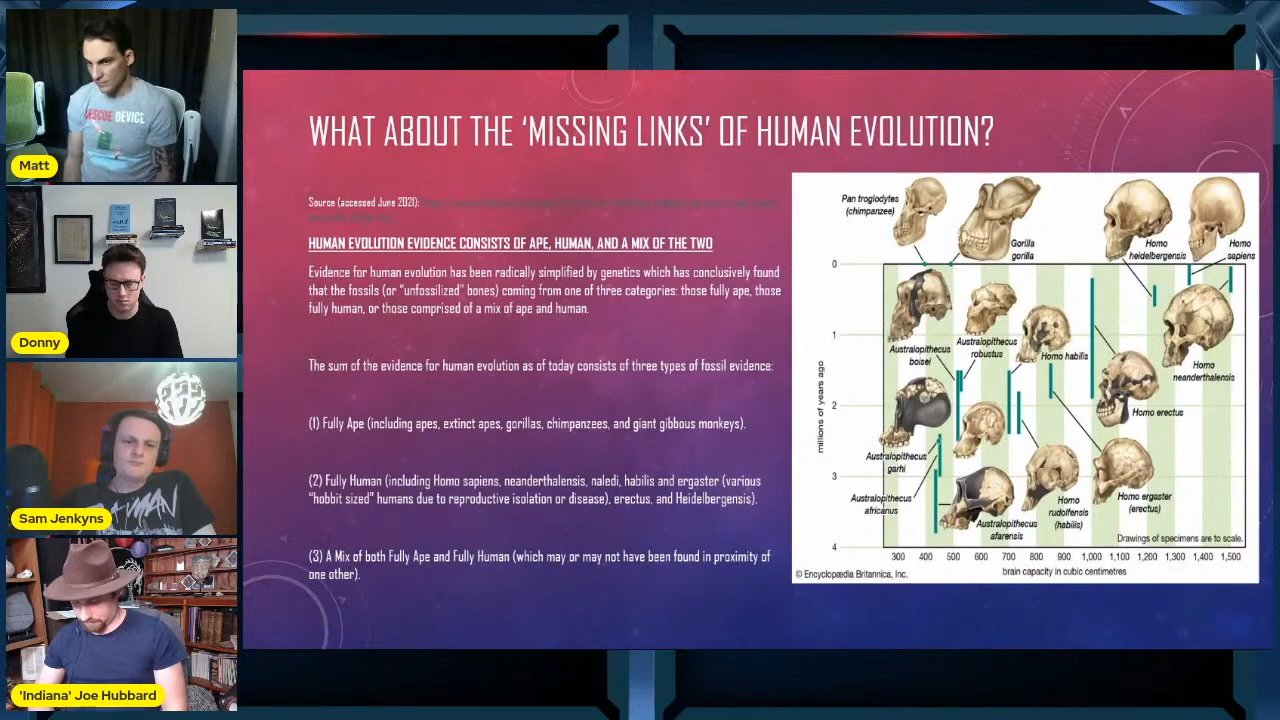 WHAT ABOUT THE 'MISSING LINKS' OF HUMAN EVOLUTION?
Source (accessed June 2021):
HUMAN EVOLUTION EVIDENCE CONSISTS OF APE, HUMAN, AND A MIX OF THE TWO
Evidence for human evolution has been radically simplified by genetics which has conclusively found
that the fossils (or "unfossilized" bones) coming from one of three categories: those fully ape, those
fully human, or those comprised of a mix of ape and human.
The sum of the evidence for human evolution as of today consists of three types of fossil evidence:
(1) Fully Ape (including apes, extinct apes, gorillas, chimpanzees, and giant gibbous monkeys).
(2) Fully Human (including Homo sapiens, neanderthalensis, naledi, habilis and ergaster (various
"hobbit sized" humans due to reproductive isolation or disease), erectus, and Heidelbergensis).
(3) A Mix of both Fully Ape and Fully Human (which may or may not have been found in proximity of
one other).
Pan troglodytes
(chimpanzee)
Gorilla
gorilla
Homo
heidelbergensis
Homo
sapiens
Australopithecus
boisei
Australopithecus
robustus
Homo habilis
Homo
neanderthalensis
Homo erectus
Australopithecus
garhi
Australopithecus
africanus
Australopithecus
afarensis
Homo
rudolfensis
(habilis)
Homo ergaster
(erectus)
Drawings of specimens are to scale.
0
1
2
3
4
millions of years ago
300 400 500 600 700 800 900 1,000 1,100 1,200 1,300 1,400 1,500
brain capacity in cubic centimetres
© Encyclopædia Britannica, Inc.
DEVICE
Matt
Donny
Sam Jenkyns
'Indiana' Joe Hubbard